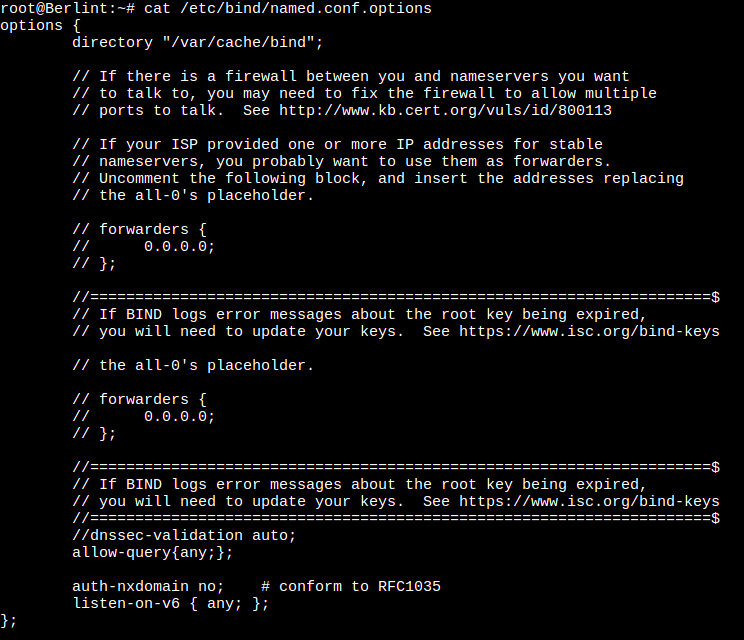 root@Berlint:~# cat /etc/bind/named.conf.options
options {
        directory "/var/cache/bind";

        // If there is a firewall between you and nameservers you want
        // to talk to, you may need to fix the firewall to allow multiple
        // ports to talk.  See http://www.kb.cert.org/vuls/id/800113

        // If your ISP provided one or more IP addresses for stable
        // nameservers, you probably want to use them as forwarders.
        // Uncomment the following block, and insert the addresses replacing
        // the all-0's placeholder.

        // forwarders {
        //      0.0.0.0;
        // };

        //=====================================================================$
        // If BIND logs error messages about the root key being expired,
        // you will need to update your keys.  See https://www.isc.org/bind-keys

        // the all-0's placeholder.

        // forwarders {
        //      0.0.0.0;
        // };

        //=====================================================================$
        // If BIND logs error messages about the root key being expired,
        // you will need to update your keys.  See https://www.isc.org/bind-keys
        //=====================================================================$
        //dnssec-validation auto;
        allow-query{any;};

        auth-nxdomain no;    # conform to RFC1035
        listen-on-v6 { any; };
};